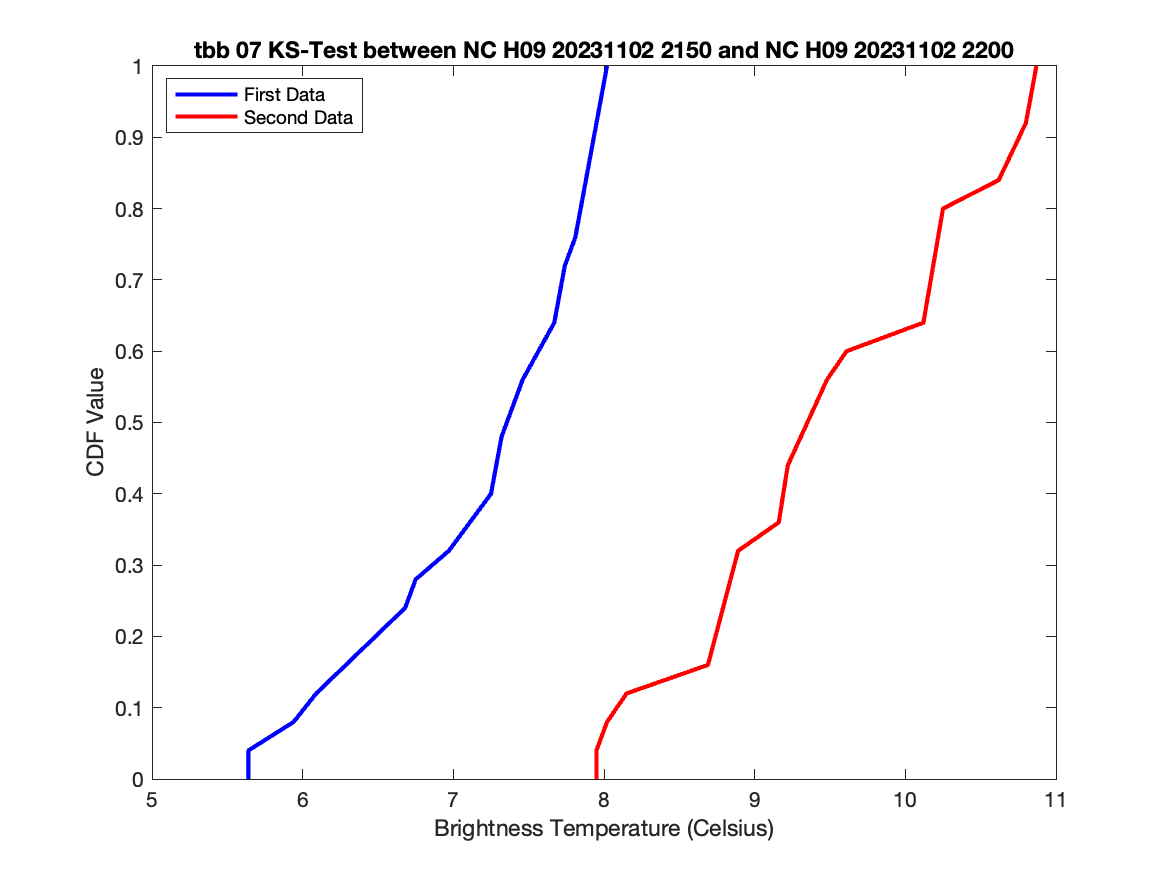 tbb 07 KS-Test between NC H09 20231102 2150 and NC H09 20231102 2200
First Data
Second Data
1
0.9
0.8
0.7
0.6
0.5
0.4
0.3
0.2
0.1
0
CDF Value
5 6 7 8 9 10 11
Brightness Temperature (Celsius)